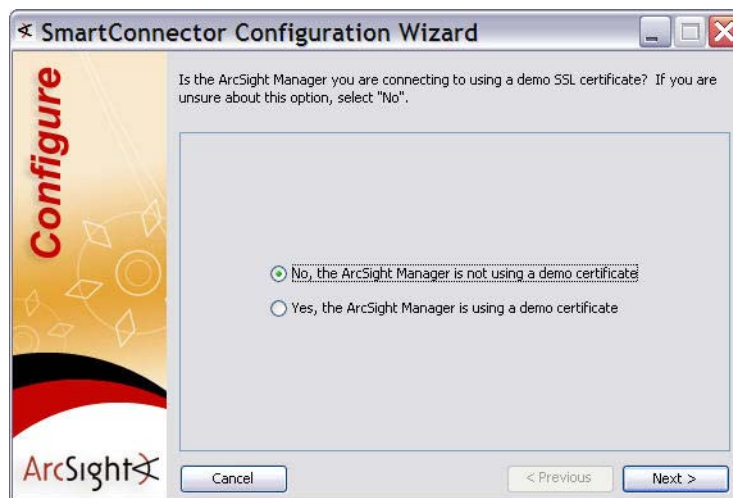 SmartConnector Configuration Wizard
Configure
Is the ArcSight Manager you are connecting to using a demo SSL certificate? If you are
unsure about this option, select "No".
No, the ArcSight Manager is not using a demo certificate
Yes, the ArcSight Manager is using a demo certificate
ArcSight
Cancel
< Previous
Next >